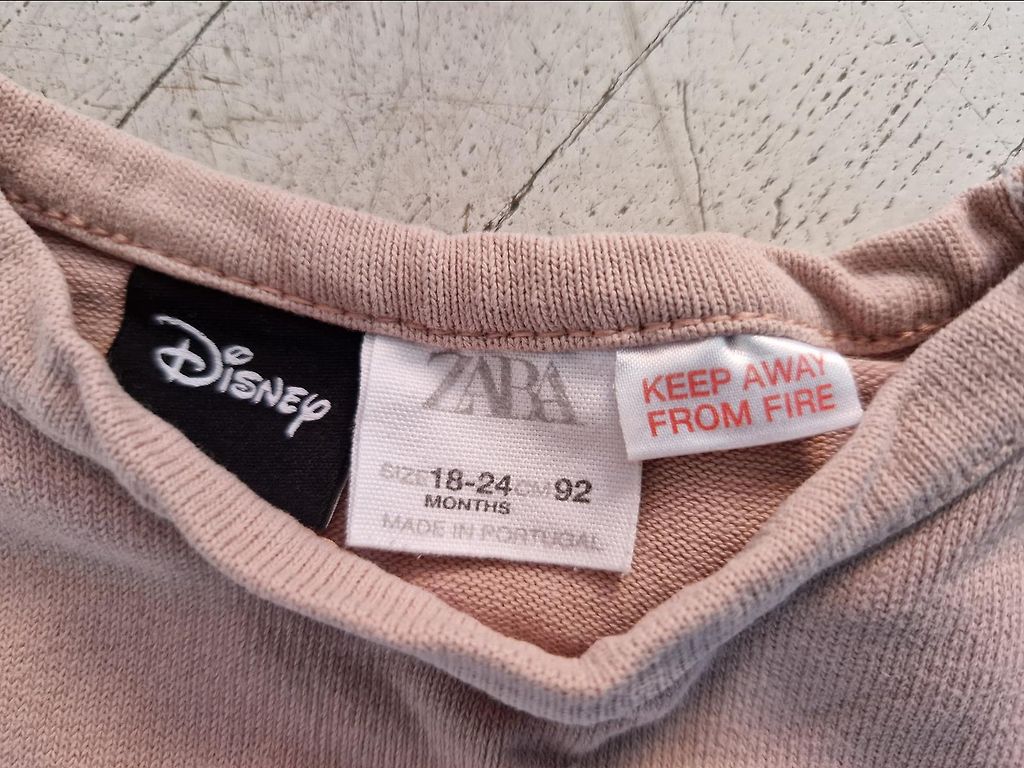 Disney
ZARA
SIZE 18-24 CM 92
MONTHS
MADE IN PORTUGAL
KEEP AWAY
FROM FIRE